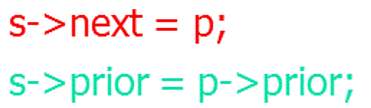 s->next = p;
s->prior = p->prior;